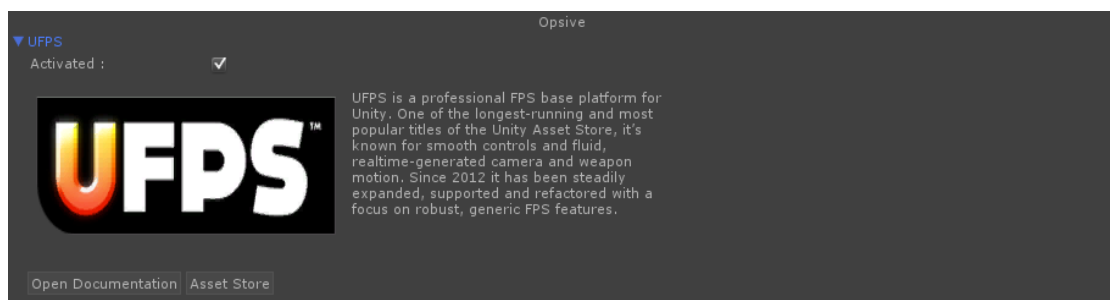 Opsive
UFPS
Activated :
UFPS™
UFPS is a professional FPS base platform for
Unity. One of the longest-running and most
popular titles of the Unity Asset Store, it's
known for smooth controls and fluid,
realtime-generated camera and weapon
motion. Since 2012 it has been steadily
expanded, supported and refactored with a
focus on robust, generic FPS features.
Open Documentation
Asset Store